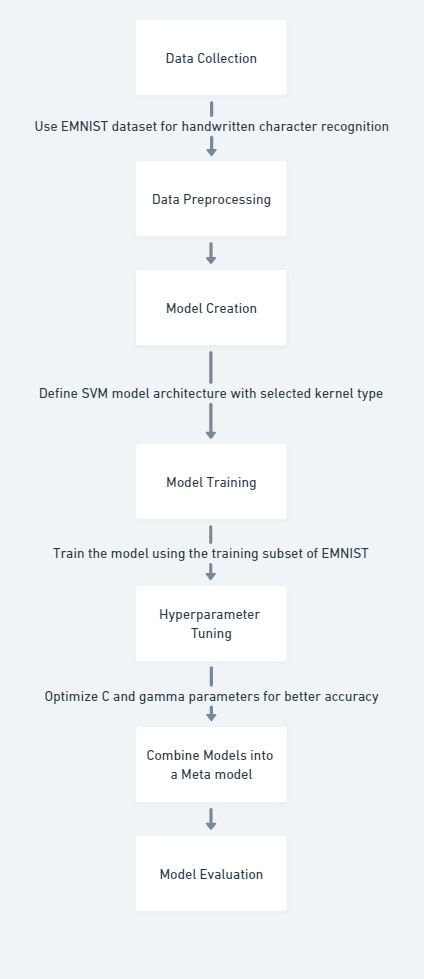 Data Collection
Use EMNIST dataset for handwritten character recognition
Data Preprocessing
Model Creation
Define SVM model architecture with selected kernel type
Model Training
Train the model using the training subset of EMNIST
Hyperparameter
Tuning
Optimize C and gamma parameters for better accuracy
Combine Models into
a Meta model
Model Evaluation